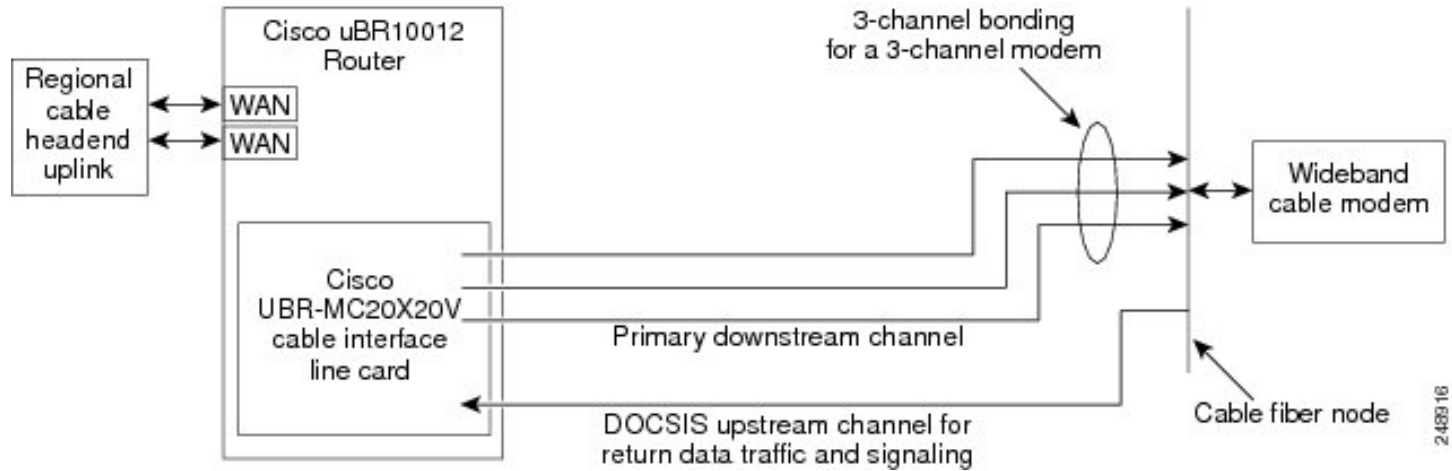 Cisco uBR10012
Router
Regional
cable
headend
uplink
WAN
WAN
3-channel bonding
for a 3-channel modem
Wideband
cable modem
Cisco
UBR-MC20X20V
cable interface
line card
Primary downstream channel
DOCSIS upstream channel for
return data traffic and signaling
Cable fiber node
248916